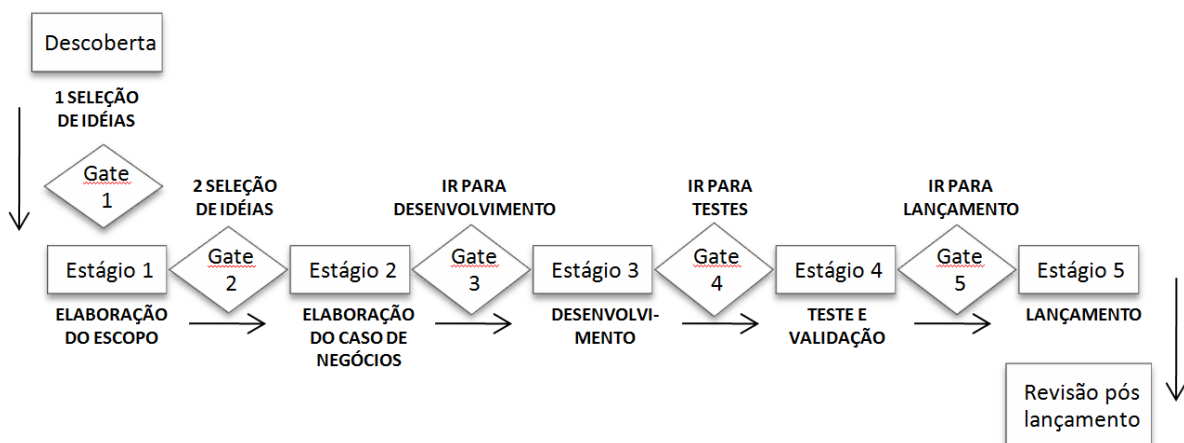 Descoberta
1 SELEÇÃO
DE IDÉIAS
Gate
1
2 SELEÇÃO
DE IDÉIAS
IR PARA
DESENVOLVIMENTO
IR PARA
TESTES
IR PARA
LANÇAMENTO
Estágio 1
Gate
2
Estágio 2
Gate
3
Estágio 3
Gate
4
Estágio 4
Gate
5
Estágio 5
ELABORAÇÃO
DO ESCOPO
ELABORAÇÃO
DO CASO DE
NEGÓCIOS
DESENVOLVI-
MENTO
TESTE E
VALIDAÇÃO
LANÇAMENTO
Revisão pós
lançamento